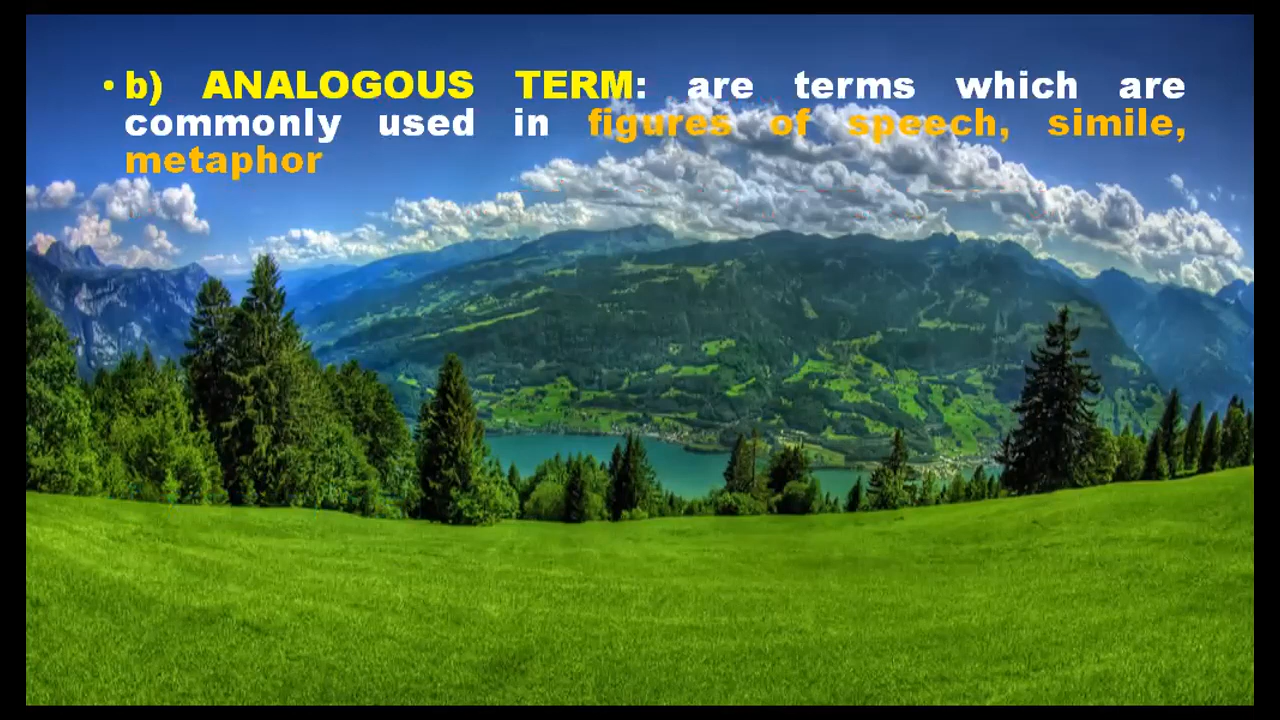 • b) ANALOGOUS TERM: are terms which are
commonly used in figures of speech, simile,
metaphor